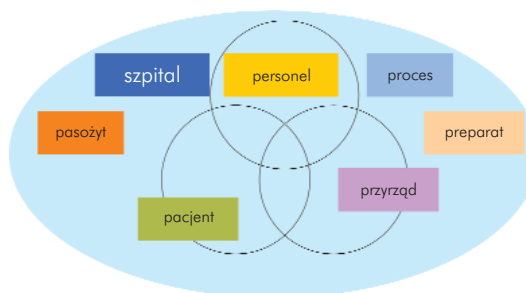 szpital
personel
proces
pasożyt
preparat
przyrząd
pacjent